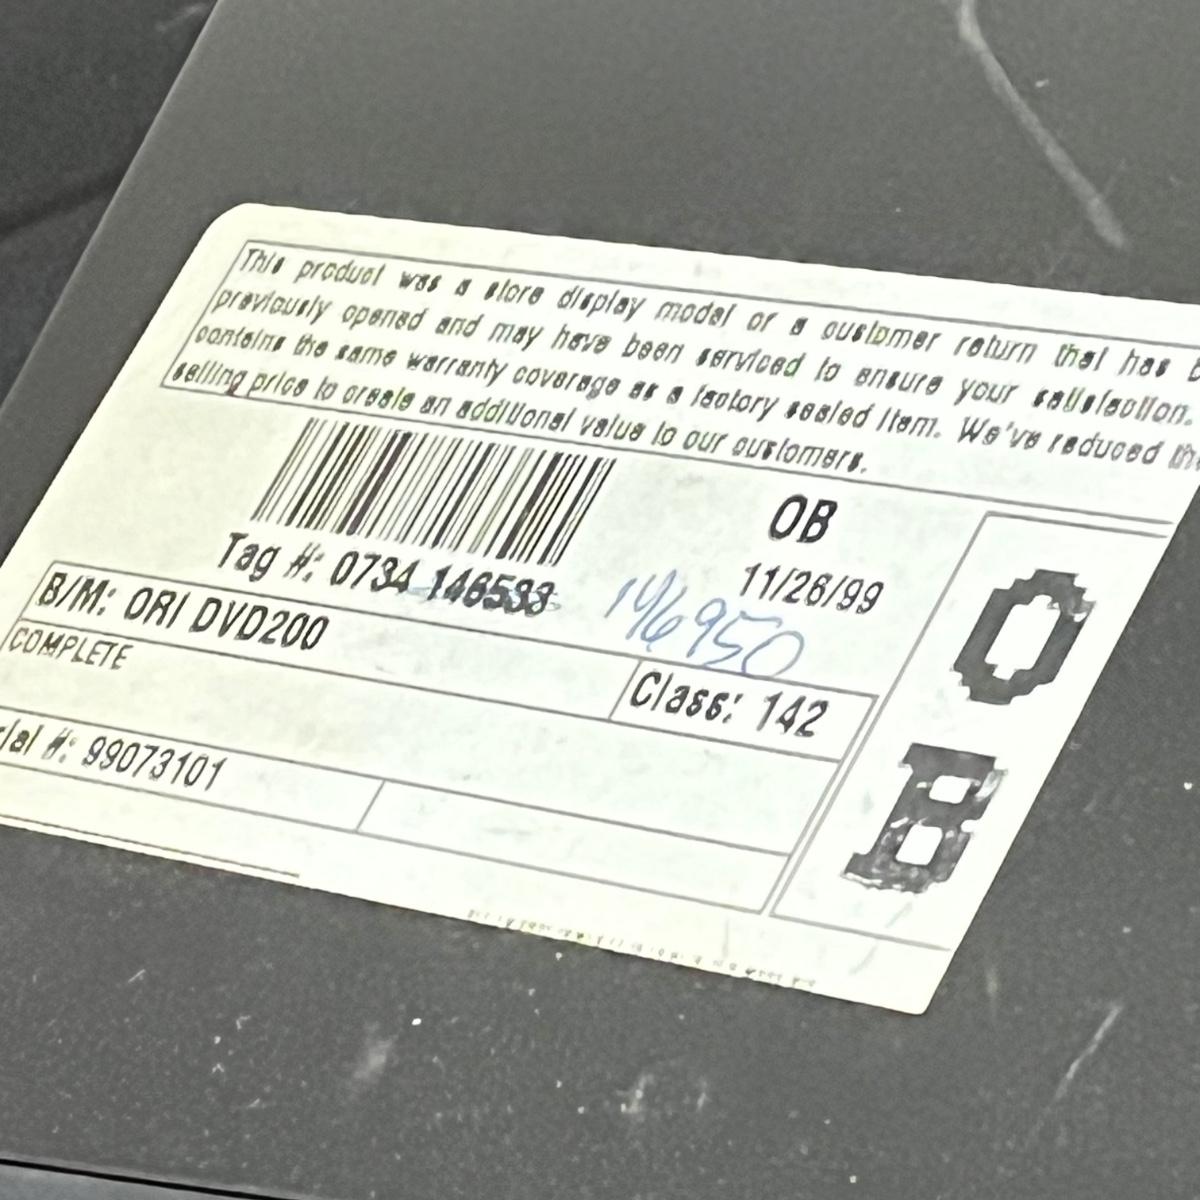 This product was a store display model or a customer return that has
previously opened and may have been serviced to ensure your satisfaction.
contains the same warranty coverage as a factory sealed item. We've reduced the
selling price to create an additional value to our customers.
OB
Tag #: 0734 146533
11/26/99
146950
B/M: ORI DVD200
COMPLETE
Class: 142
rial #: 99073101
OB